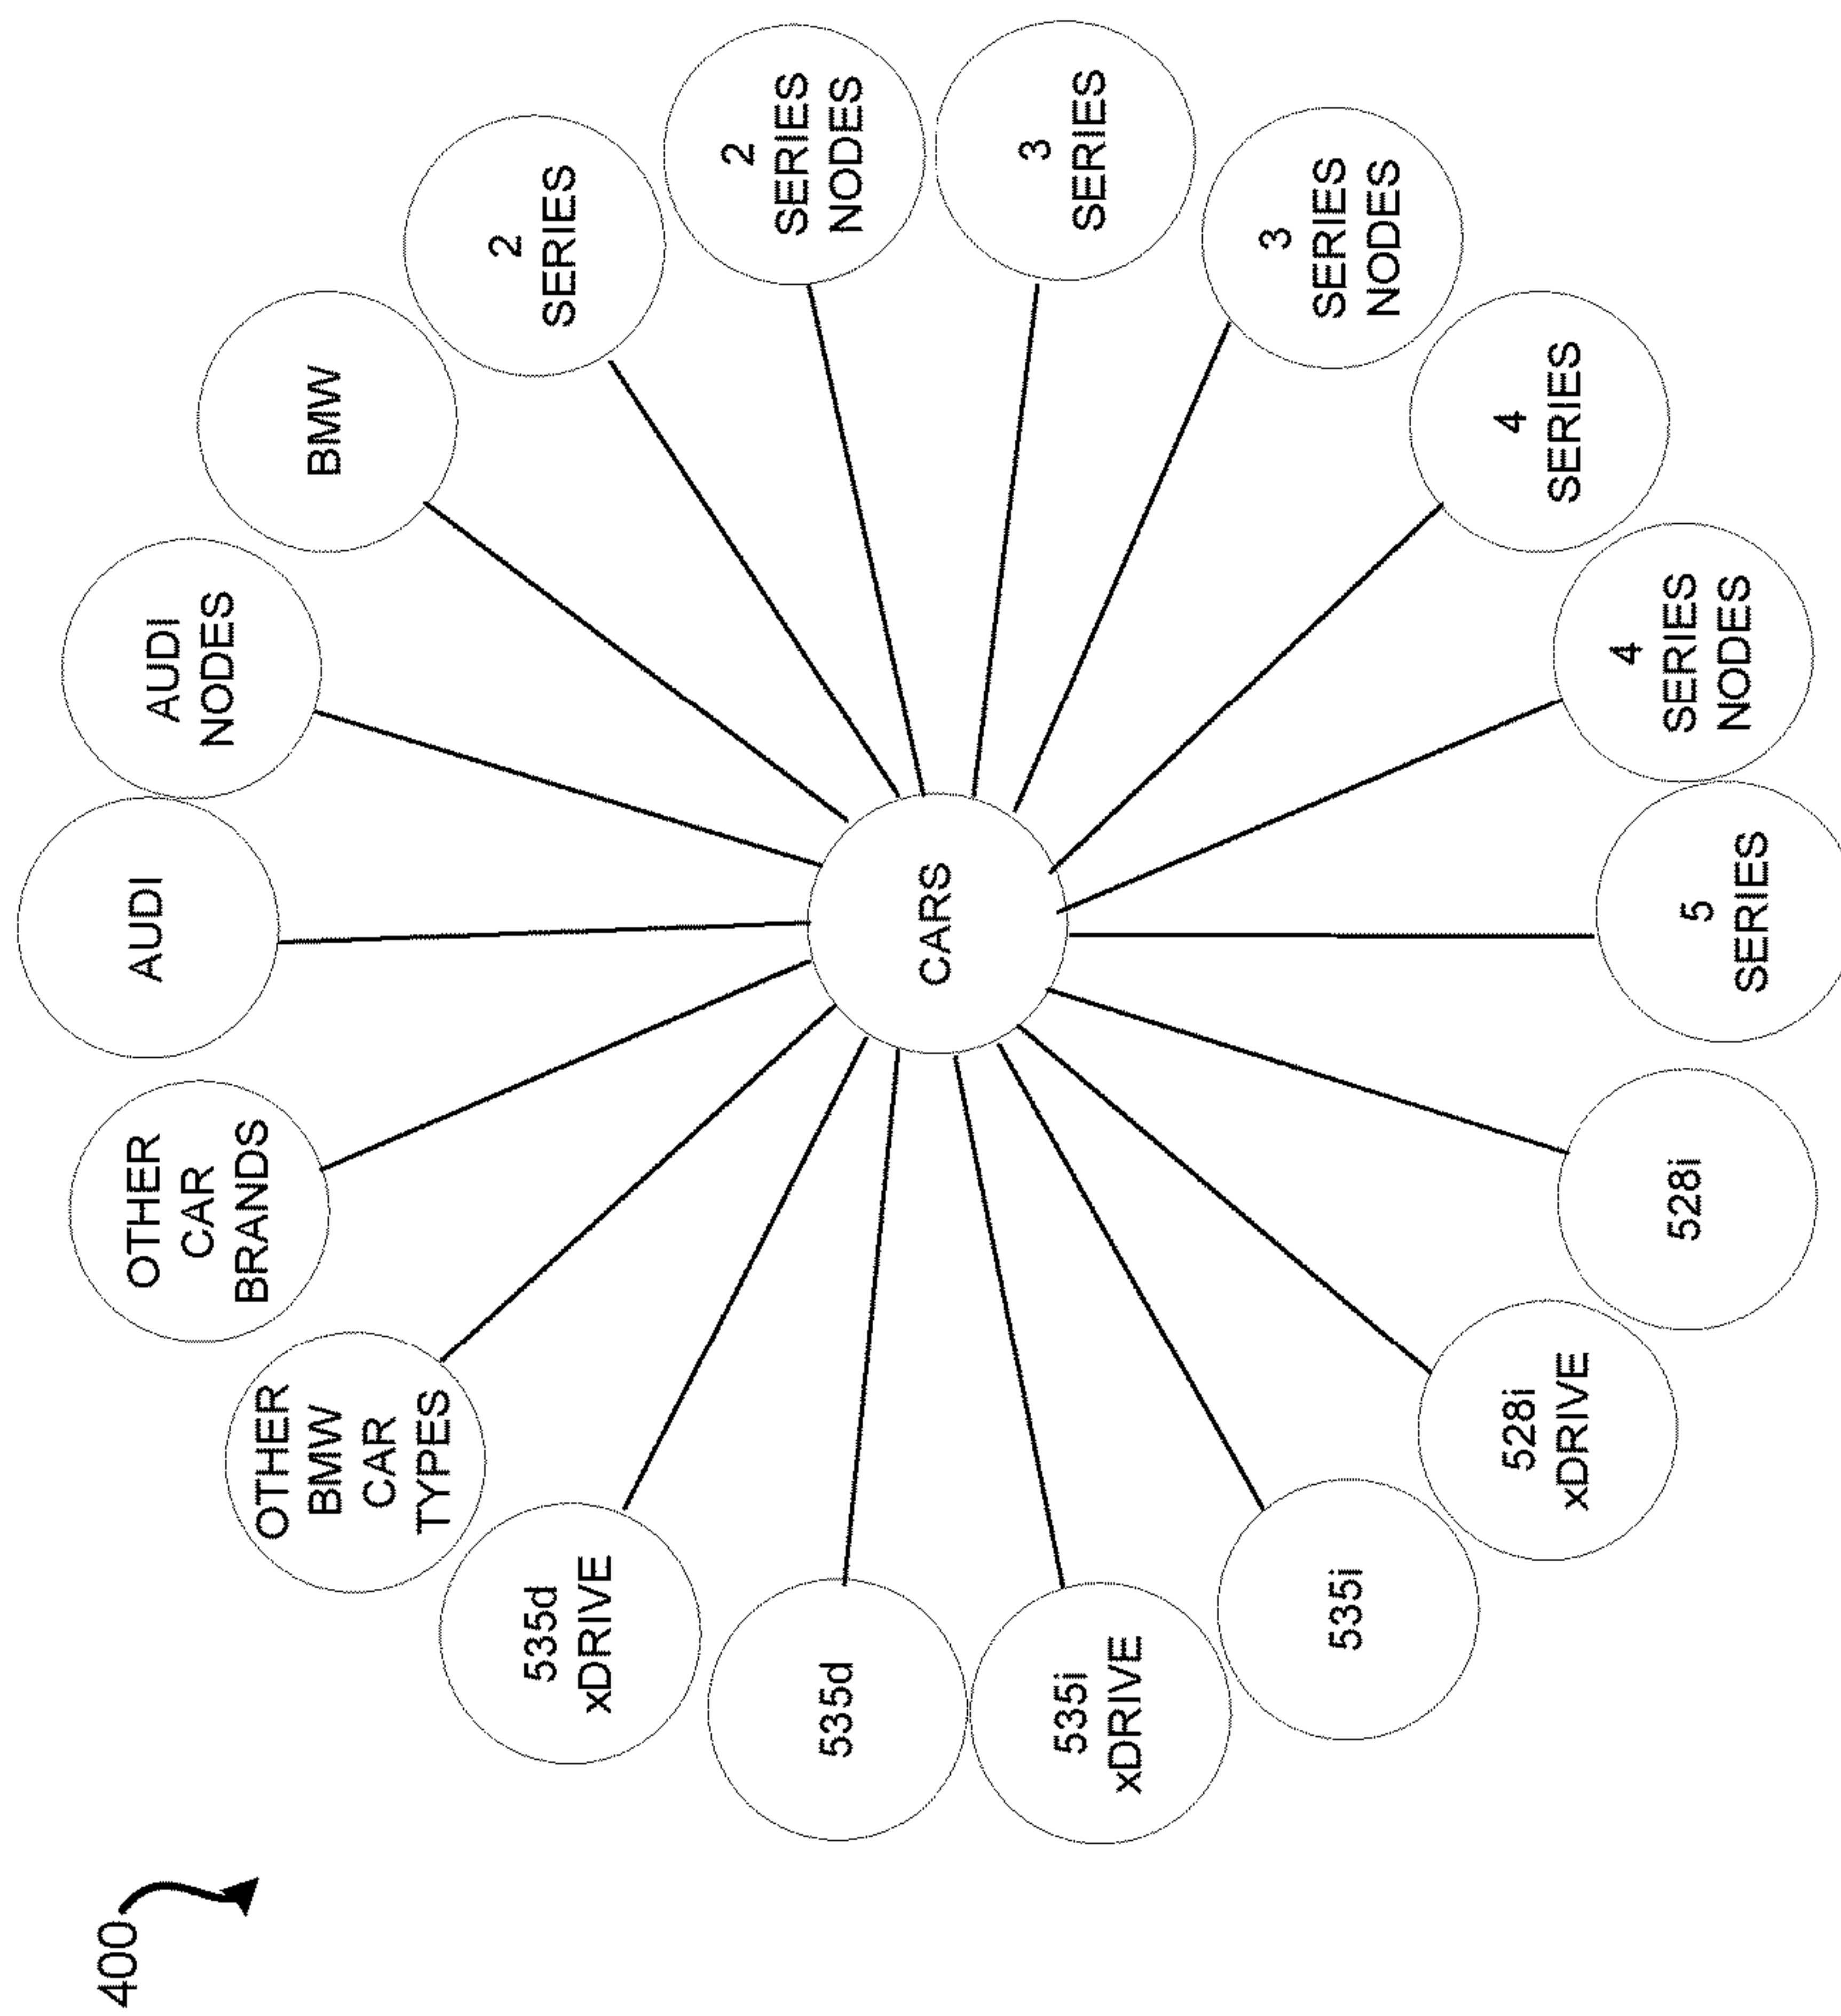 400
OTHER
CAR
BRANDS
AUDI
AUDI
NODES
BMW
2
SERIES
2
SERIES
NODES
3
SERIES
3
SERIES
NODES
4
SERIES
4
SERIES
NODES
5
SERIES
528i
528i
xDRIVE
535i
535i
xDRIVE
535d
535d
xDRIVE
OTHER
BMW
CAR
TYPES
CARS